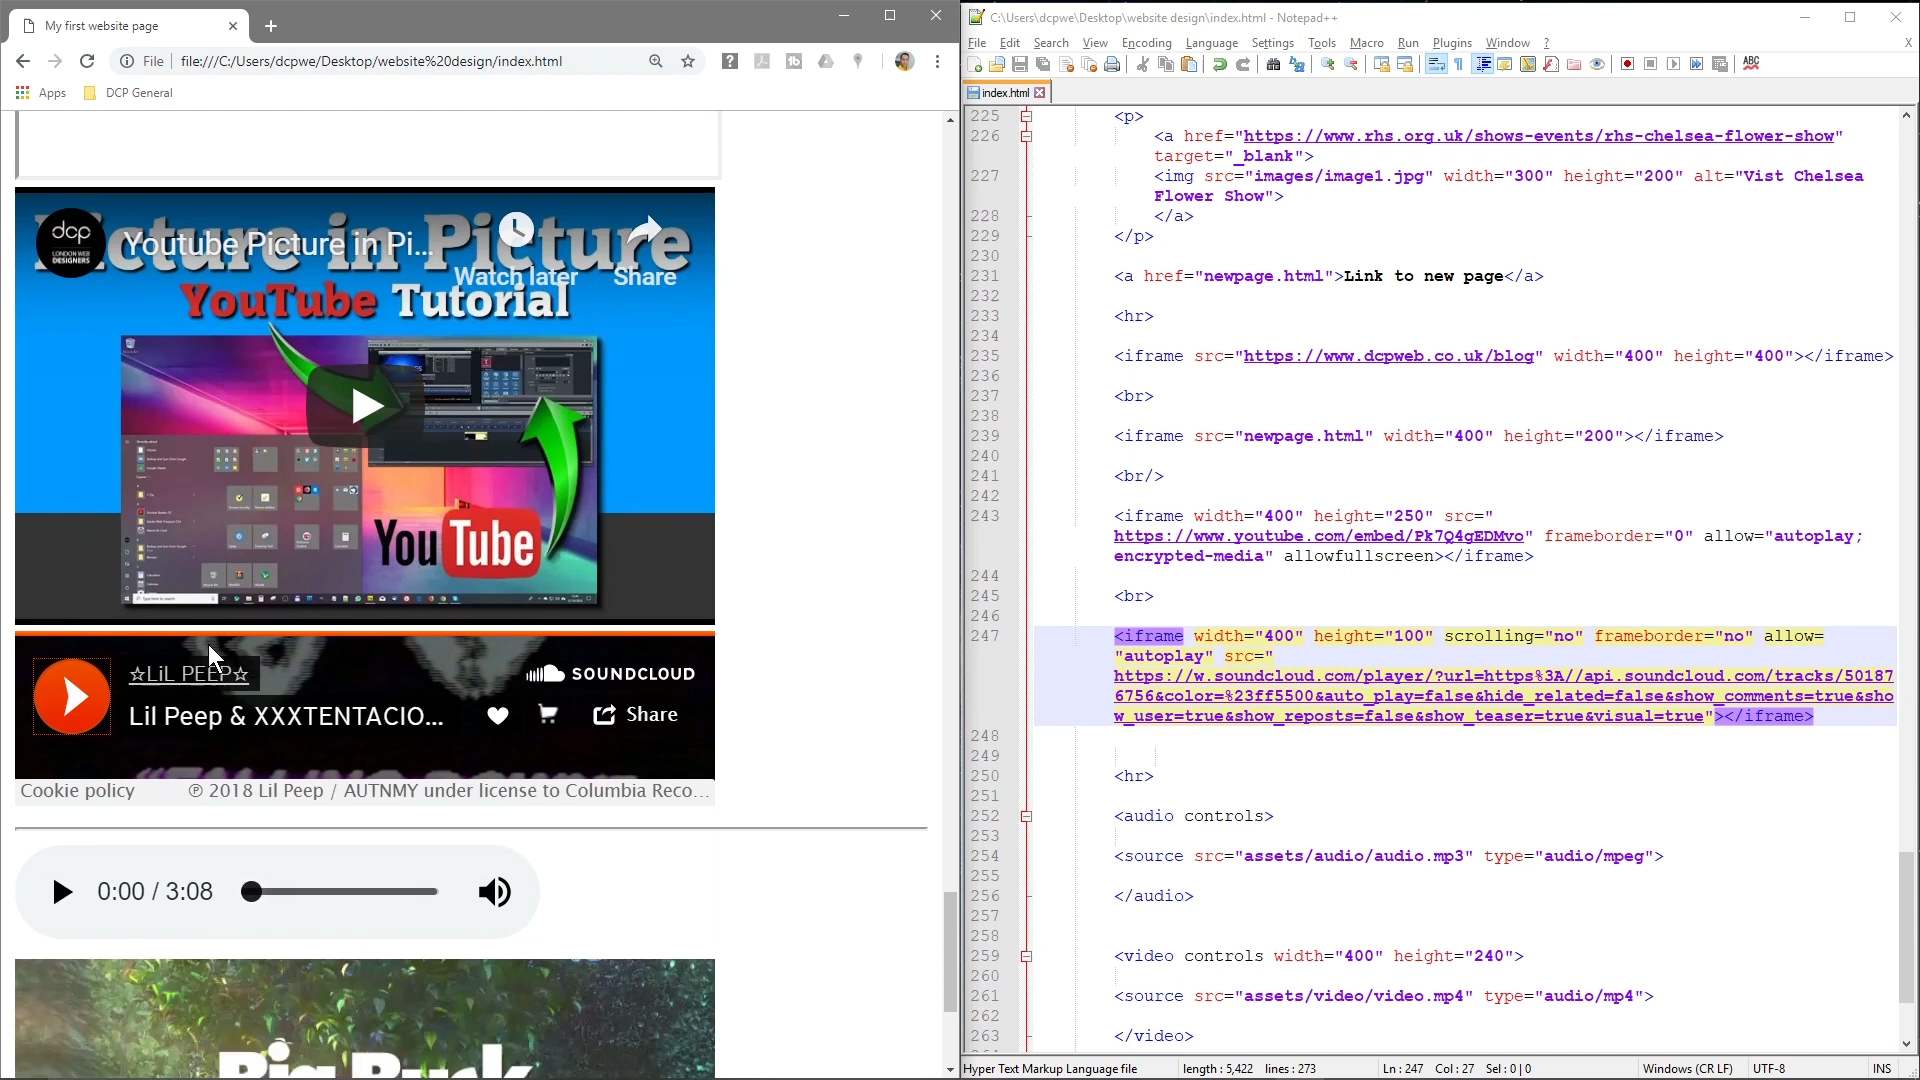 My first website page
File
file:///C:/Users/dcpwe/Desktop/website%20design/index.html
Apps
DCP General
dcp
LONDON WEB
DESIGNERS
Picture in Picture
Youtube Picture in Pi...
Watch later
Share
YouTube Tutorial
YouTube
☆LiL PEEP☆
SOUNDCLOUD
Lil Peep & XXXTENTACIO...
Share
Cookie policy
℗ 2018 Lil Peep / AUTNMY under license to Columbia Reco...
0:00 / 3:08
Big Buck
C:\Users\dcpwe\Desktop\website design\index.html - Notepad++
File Edit Search View Encoding Language Settings Tools Macro Run Plugins Window ?
X
ABC
index.html
225 <p>
226 <a href="https://www.rhs.org.uk/shows-events/rhs-chelsea-flower-show"
target="_blank">
227 <img src="images/image1.jpg" width="300" height="200" alt="Vist Chelsea
Flower Show">
228 </a>
229 </p>
230
231 <a href="newpage.html">Link to new page</a>
232
233 <hr>
234
235 <iframe src="https://www.dcpweb.co.uk/blog" width="400" height="400"></iframe>
236
237 <br>
238
239 <iframe src="newpage.html" width="400" height="200"></iframe>
240
241 <br/>
242
243 <iframe width="400" height="250" src="
https://www.youtube.com/embed/Pk7Q4gEDMvo" frameborder="0" allow="autoplay;
encrypted-media" allowfullscreen></iframe>
244
245 <br>
246
247 <iframe width="400" height="100" scrolling="no" frameborder="no" allow=
"autoplay" src="
https://w.soundcloud.com/player/?url=https%3A//api.soundcloud.com/tracks/50187
6756&color=%23ff5500&auto_play=false&hide_related=false&show_comments=true&sho
w_user=true&show_reposts=false&show_teaser=true&visual=true"></iframe>
248
249
250 <hr>
251
252 <audio controls>
253
254 <source src="assets/audio/audio.mp3" type="audio/mpeg">
255
256 </audio>
257
258
259 <video controls width="400" height="240">
260
261 <source src="assets/video/video.mp4" type="audio/mp4">
262
263 </video>
Hyper Text Markup Language file
length : 5,422 lines : 273
Ln : 247 Col : 27 Sel : 0 | 0
Windows (CR LF)
UTF-8
INS